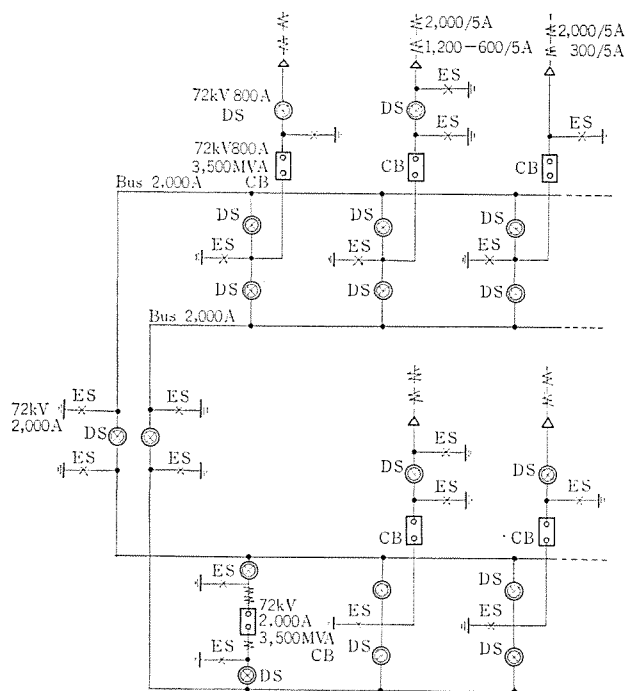 2,000/5A
1,200-600/5A
2,000/5A
300/5A
72kV 800A
DS
ES
DS
ES
ES
72kV800A
3,500MVA
CB
CB
CB
Bus 2.000A
DS
DS
DS
ES
ES
ES
DS
DS
DS
Bus 2,000A
72kV
2,000A
ES
ES
DS
ES
ES
ES
DS
ES
DS
ES
CB
CB
ES
72kV
2.000A
3,500MVA
CB
ES
DS
ES
DS
DS
ES
DS